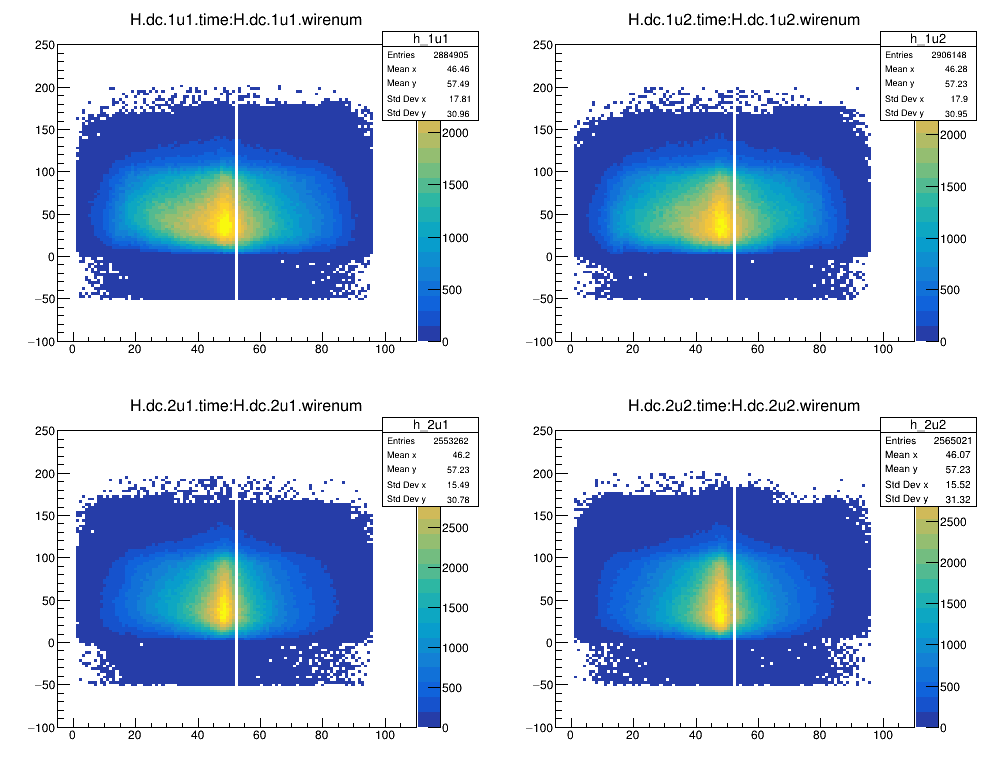 H.dc.1u1.time:H.dc.1u1.wirenum
h_1u1
Entries 2884905
Mean x 46.46
Mean y 57.49
Std Dev x 17.81
Std Dev y 30.96
250
200
150
100
50
0
−50
−100
0 20 40 60 80 100
2000
1500
1000
500
0
H.dc.1u2.time:H.dc.1u2.wirenum
h_1u2
Entries 2906148
Mean x 46.28
Mean y 57.23
Std Dev x 17.9
Std Dev y 30.95
250
200
150
100
50
0
−50
−100
0 20 40 60 80 100
2000
1500
1000
500
0
H.dc.2u1.time:H.dc.2u1.wirenum
h_2u1
Entries 2553262
Mean x 46.2
Mean y 57.23
Std Dev x 15.49
Std Dev y 30.78
250
200
150
100
50
0
−50
−100
0 20 40 60 80 100
2500
2000
1500
1000
500
0
H.dc.2u2.time:H.dc.2u2.wirenum
h_2u2
Entries 2565021
Mean x 46.07
Mean y 57.23
Std Dev x 15.52
Std Dev y 31.32
250
200
150
100
50
0
−50
−100
0 20 40 60 80 100
2500
2000
1500
1000
500
0